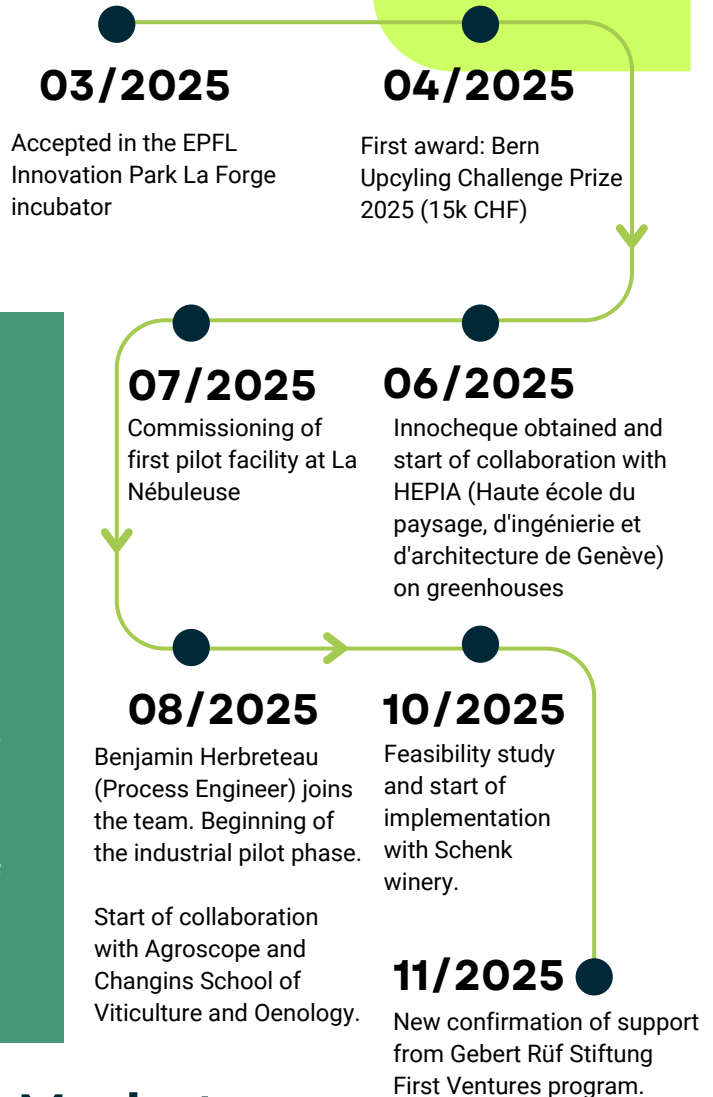 03/2025
Accepted in the EPFL
Innovation Park La Forge
incubator
04/2025
First award: Bern
Upcyling Challenge Prize
2025 (15k CHF)
06/2025
Innocheque obtained and
start of collaboration with
HEPIA (Haute école du
paysage, d'ingénierie et
d'architecture de Genève)
on greenhouses
07/2025
Commissioning of
first pilot facility at La
Nébuleuse
08/2025
Benjamin Herbreteau
(Process Engineer) joins
the team. Beginning of
the industrial pilot phase.
Start of collaboration
with Agroscope and
Changins School of
Viticulture and Oenology.
10/2025
Feasibility study
and start of
implementation
with Schenk
winery.
11/2025
New confirmation of support
from Gebert Rüf Stiftung
First Ventures program.